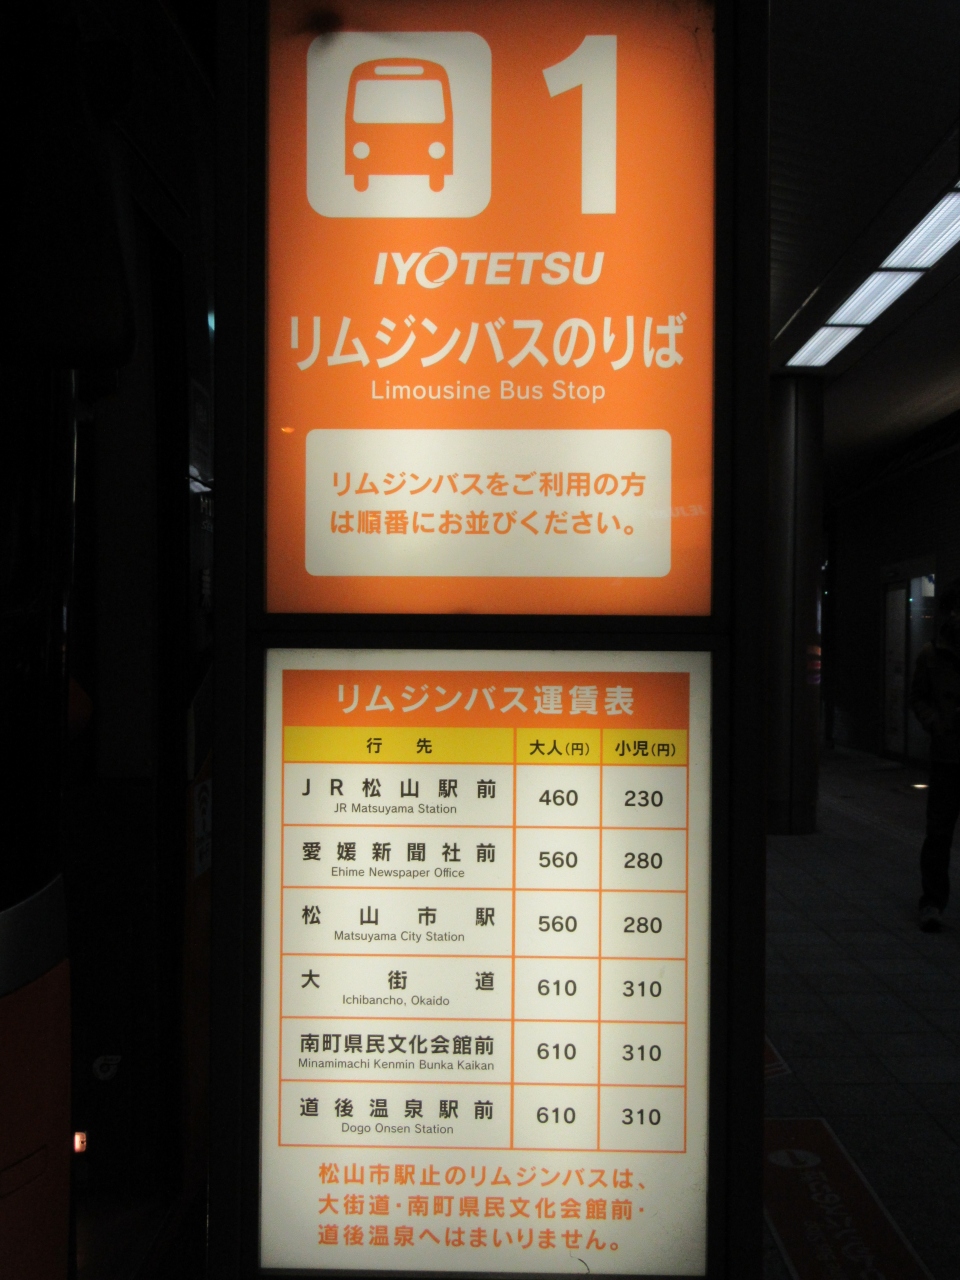 1
IYOTETSU
リムジンバスのりば
Limousine Bus Stop
リムジンバスをご利用の方
は順番にお並びください。
リムジンバス運賃表
行先 大人(円) 小児(円)
JR松山駅前 460 230
JR Matsuyama Station
愛媛新聞社前 560 280
Ehime Newspaper Office
松山市駅 560 280
Matsuyama City Station
大街道 610 310
Ichibancho, Okaido
南町県民文化会館前 610 310
Minamimachi Kenmin Bunka Kaikan
道後温泉駅前 610 310
Dogo Onsen Station
松山市駅止のリムジンバスは、
大街道・南町県民文化会館前・
道後温泉へはまいりません。